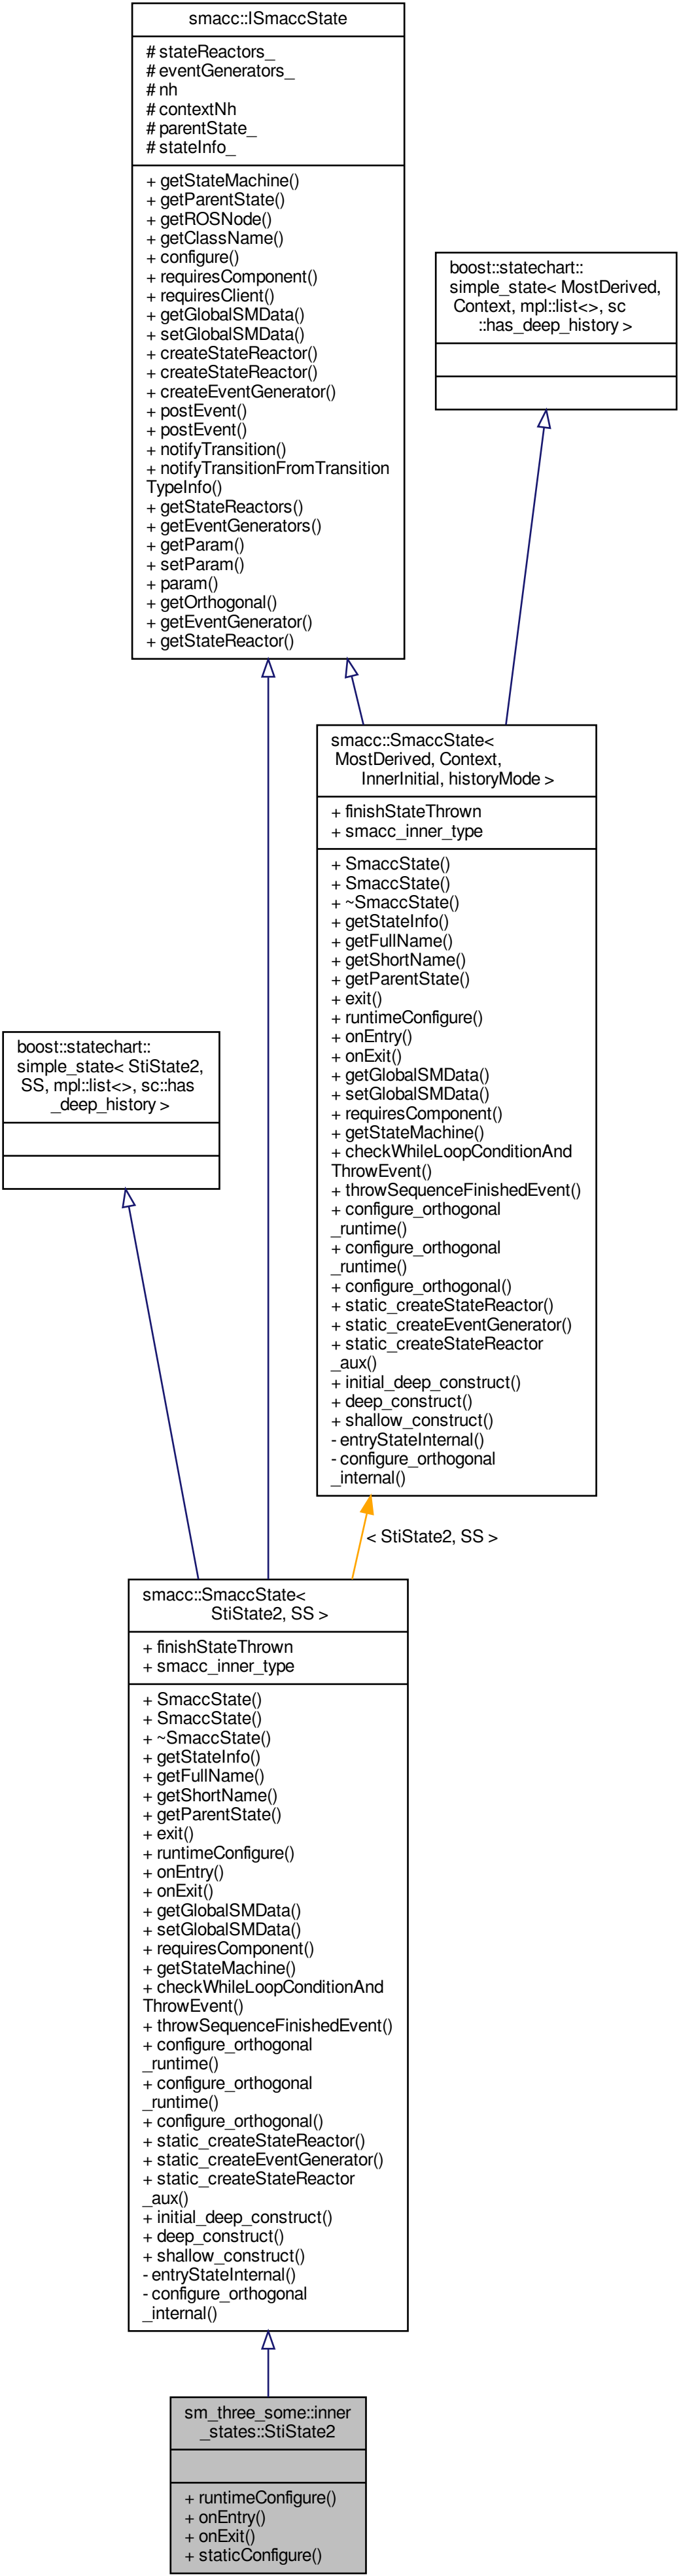 smacc::ISmaccState
# stateReactors_
# eventGenerators_
# nh
# contextNh
# parentState_
# stateInfo_
+ getStateMachine()
+ getParentState()
+ getROSNode()
+ getClassName()
+ configure()
+ requiresComponent()
+ requiresClient()
+ getGlobalSMData()
+ setGlobalSMData()
+ createStateReactor()
+ createStateReactor()
+ createEventGenerator()
+ postEvent()
+ postEvent()
+ notifyTransition()
+ notifyTransitionFromTransition
TypeInfo()
+ getStateReactors()
+ getEventGenerators()
+ getParam()
+ setParam()
+ param()
+ getOrthogonal()
+ getEventGenerator()
+ getStateReactor()
boost::statechart::
simple_state< MostDerived,
Context, mpl::list<>, sc
::has_deep_history >
smacc::SmaccState<
MostDerived, Context,
InnerInitial, historyMode >
+ finishStateThrown
+ smacc_inner_type
+ SmaccState()
+ SmaccState()
+ ~SmaccState()
+ getStateInfo()
+ getFullName()
+ getShortName()
+ getParentState()
+ exit()
+ runtimeConfigure()
+ onEntry()
+ onExit()
+ getGlobalSMData()
+ setGlobalSMData()
+ requiresComponent()
+ getStateMachine()
+ checkWhileLoopConditionAnd
ThrowEvent()
+ throwSequenceFinishedEvent()
+ configure_orthogonal
_runtime()
+ configure_orthogonal
_runtime()
+ configure_orthogonal()
+ static_createStateReactor()
+ static_createEventGenerator()
+ static_createStateReactor
_aux()
+ initial_deep_construct()
+ deep_construct()
+ shallow_construct()
- entryStateInternal()
- configure_orthogonal
_internal()
boost::statechart::
simple_state< StiState2,
SS, mpl::list<>, sc::has
_deep_history >
< StiState2, SS >
smacc::SmaccState<
StiState2, SS >
+ finishStateThrown
+ smacc_inner_type
+ SmaccState()
+ SmaccState()
+ ~SmaccState()
+ getStateInfo()
+ getFullName()
+ getShortName()
+ getParentState()
+ exit()
+ runtimeConfigure()
+ onEntry()
+ onExit()
+ getGlobalSMData()
+ setGlobalSMData()
+ requiresComponent()
+ getStateMachine()
+ checkWhileLoopConditionAnd
ThrowEvent()
+ throwSequenceFinishedEvent()
+ configure_orthogonal
_runtime()
+ configure_orthogonal
_runtime()
+ configure_orthogonal()
+ static_createStateReactor()
+ static_createEventGenerator()
+ static_createStateReactor
_aux()
+ initial_deep_construct()
+ deep_construct()
+ shallow_construct()
- entryStateInternal()
- configure_orthogonal
_internal()
sm_three_some::inner
_states::StiState2
+ runtimeConfigure()
+ onEntry()
+ onExit()
+ staticConfigure()